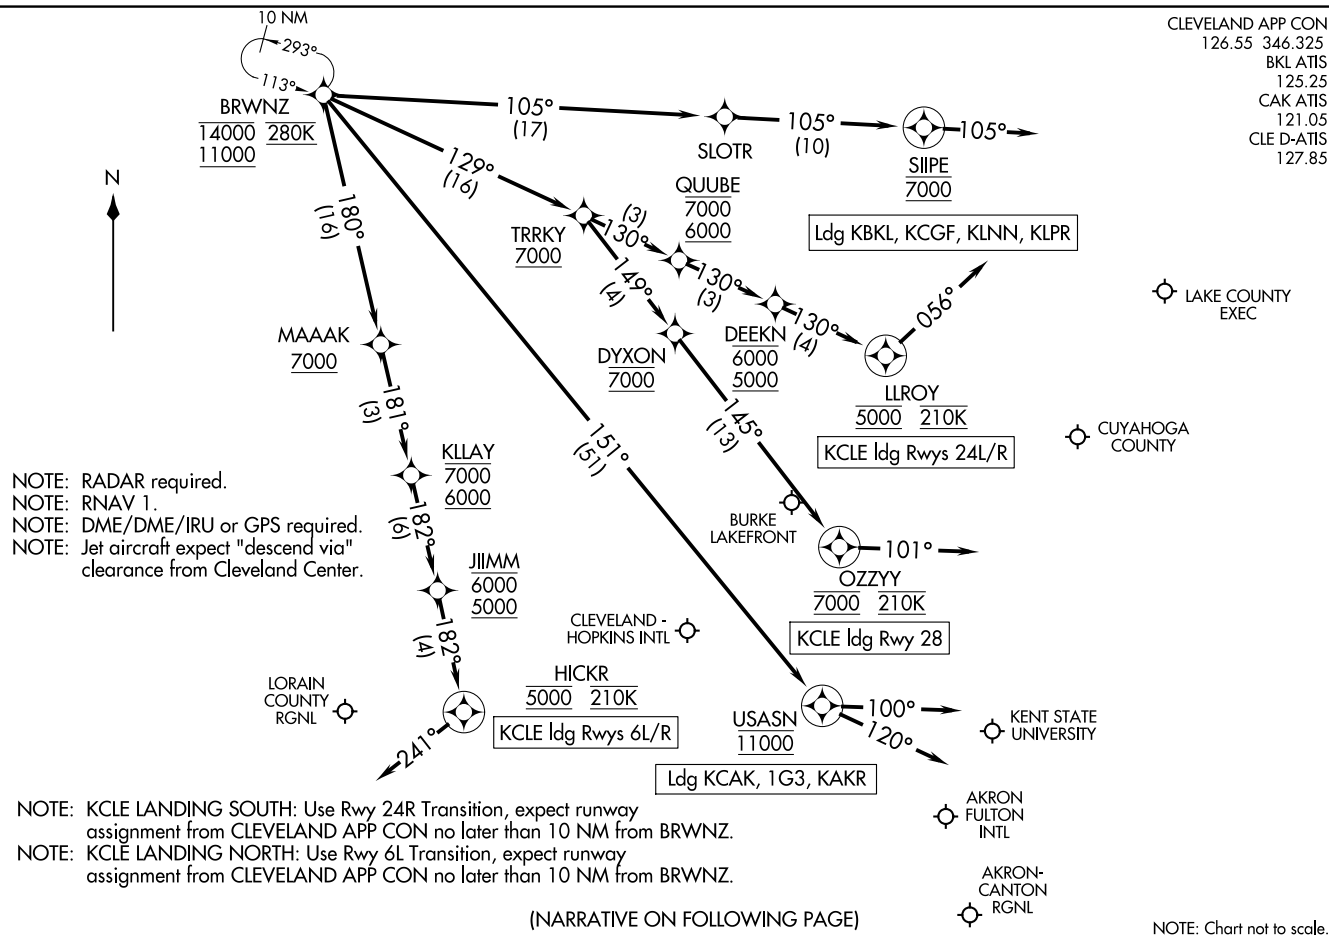 10 NM
293°
113°
BRWNZ
14000 280K
11000
105°
(17)
SLOTR
105°
(10)
SIIPE
7000
105°
Ldg KBKL, KCGF, KLNN, KLPR
CLEVELAND APP CON
126.55 346.325
BKL ATIS
125.25
CAK ATIS
121.05
CLE D-ATIS
127.85
N
129°
(16)
TRRKY
7000
(3)
130°
QUUBE
7000
6000
130°
(3)
DEEKN
6000
5000
130°
(4)
LLROY
5000 210K
KCLE ldg Rwys 24L/R
056°
LAKE COUNTY
EXEC
CUYAHOGA
COUNTY
149°
(4)
DYXON
7000
145°
(13)
BURKE
LAKEFRONT
OZZYY
7000 210K
KCLE ldg Rwy 28
101°
180°
(16)
MAAAK
7000
181°
(3)
KLLAY
7000
6000
182°
(6)
JIIMM
6000
5000
182°
(4)
HICKR
5000 210K
KCLE ldg Rwys 6L/R
241°
151°
(51)
USASN
11000
Ldg KCAK, 1G3, KAKR
100°
120°
NOTE: RADAR required.
NOTE: RNAV 1.
NOTE: DME/DME/IRU or GPS required.
NOTE: Jet aircraft expect "descend via"
clearance from Cleveland Center.
CLEVELAND -
HOPKINS INTL
LORAIN
COUNTY
RGNL
KENT STATE
UNIVERSITY
AKRON
FULTON
INTL
AKRON-
CANTON
RGNL
NOTE: KCLE LANDING SOUTH: Use Rwy 24R Transition, expect runway
assignment from CLEVELAND APP CON no later than 10 NM from BRWNZ.
NOTE: KCLE LANDING NORTH: Use Rwy 6L Transition, expect runway
assignment from CLEVELAND APP CON no later than 10 NM from BRWNZ.
(NARRATIVE ON FOLLOWING PAGE)
NOTE: Chart not to scale.